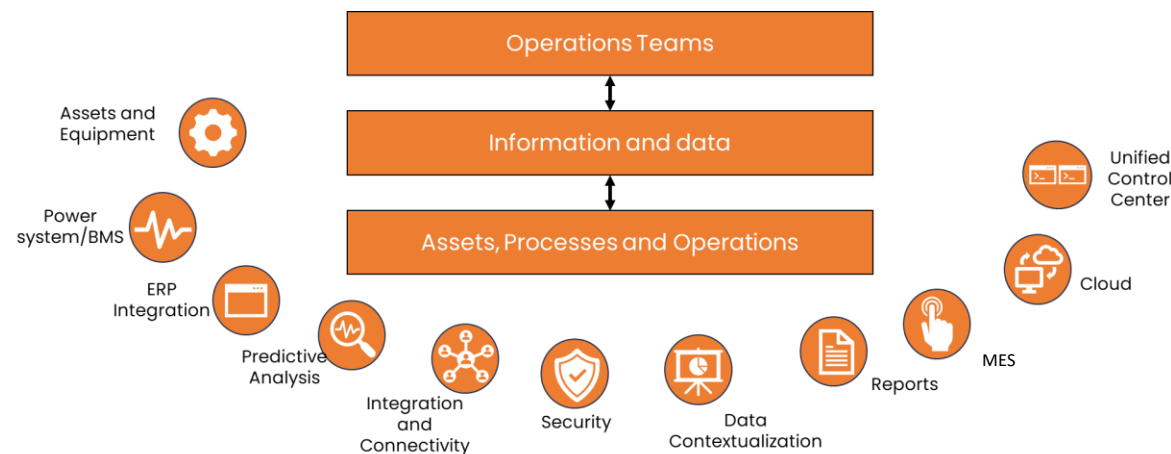 Operations Teams
Information and data
Assets, Processes and Operations
Assets and
Equipment
Power
system/BMS
ERP
Integration
Predictive
Analysis
Integration
and
Connectivity
Security
Data
Contextualization
Reports
MES
Cloud
Unified
Control
Center